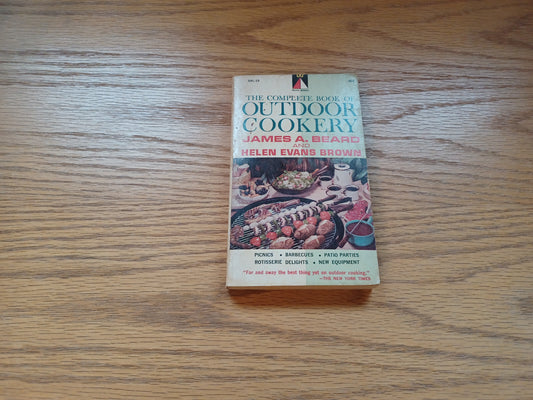 THE COMPLETE BOOK OF
OUTDOOR
COOKERY
JAMES A. BEARD
AND
HELEN EVANS BROWN
PICNICS • BARBECUES • PATIO PARTIES
ROTISSERIE DELIGHTS • NEW EQUIPMENT
"Far and away the best thing yet on outdoor cooking."
—THE NEW YORK TIMES